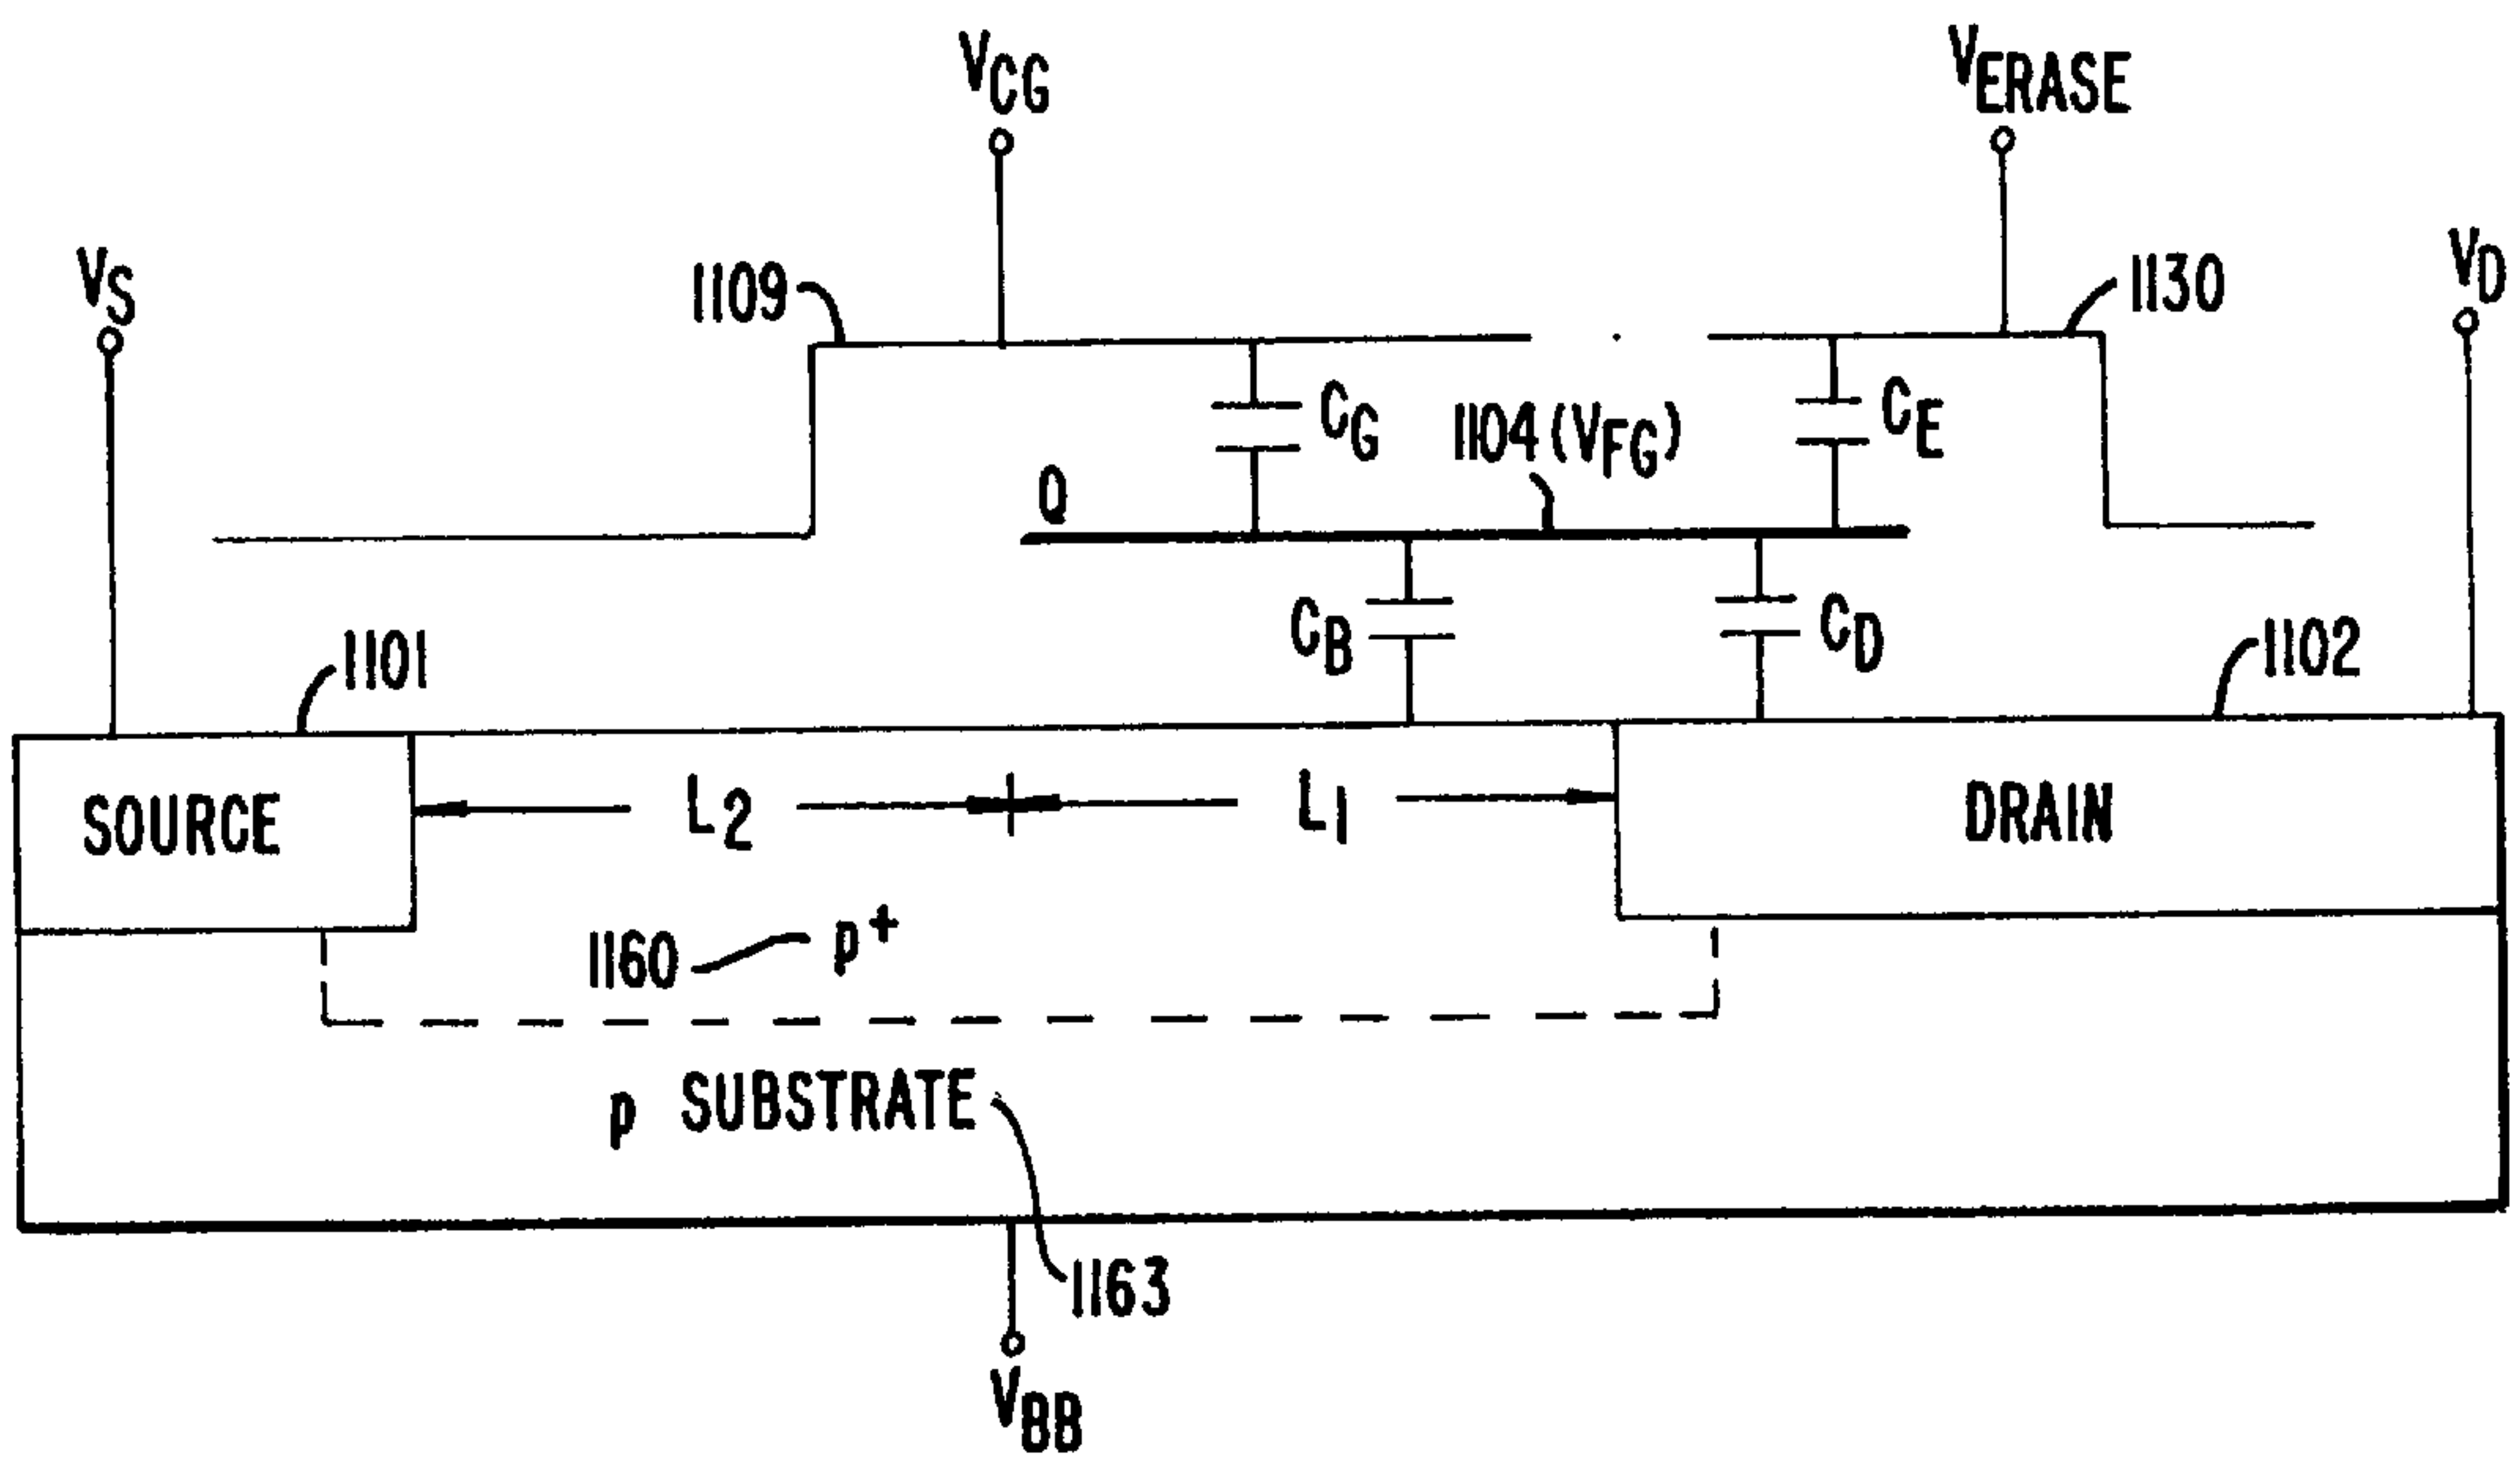 V_CG
V_ERASE
V_S
1109
1130
V_D
C_G
1104 (V_FG)
C_E
Q
C_B
C_D
1101
1102
SOURCE
L_2
L_1
DRAIN
1160
p^+
p SUBSTRATE
1163
V_BB